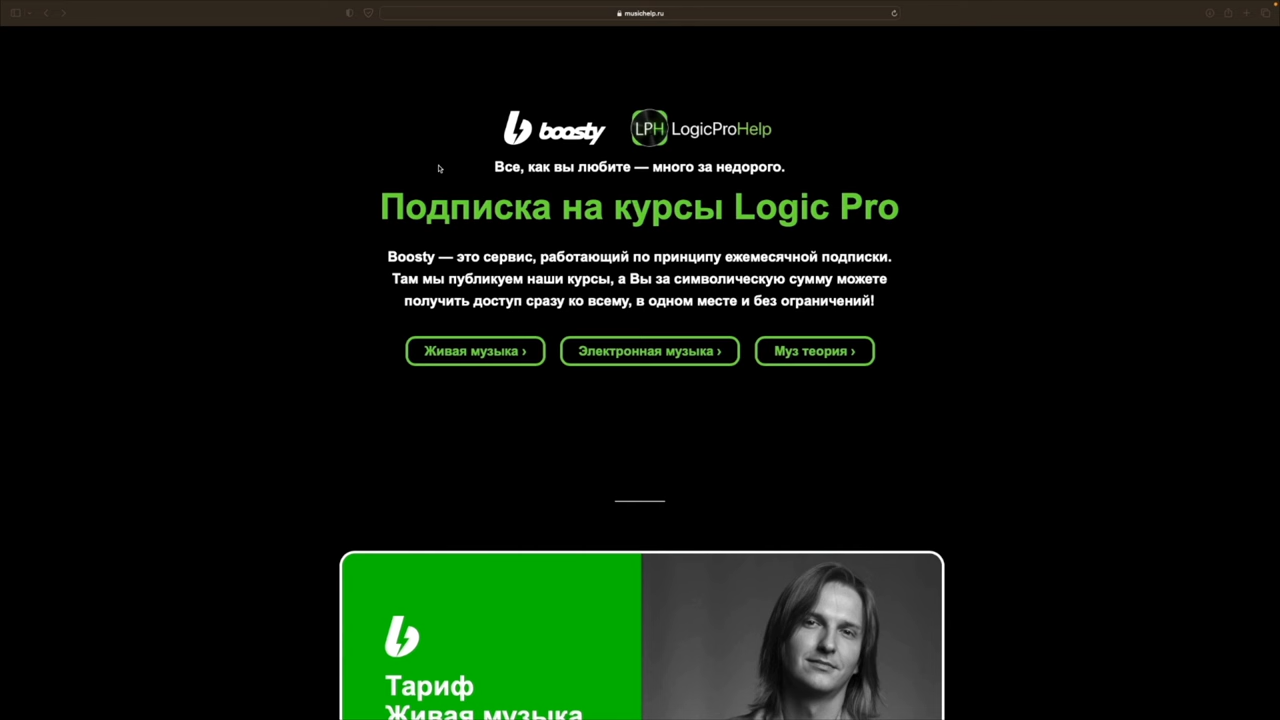 musichelp.ru
boosty
LPH LogicProHelp
Все, как вы любите — много за недорого.
Подписка на курсы Logic Pro
Boosty — это сервис, работающий по принципу ежемесячной подписки.
Там мы публикуем наши курсы, а Вы за символическую сумму можете
получить доступ сразу ко всему, в одном месте и без ограничений!
Живая музыка ›
Электронная музыка ›
Муз теория ›
Тариф
Живая музыка